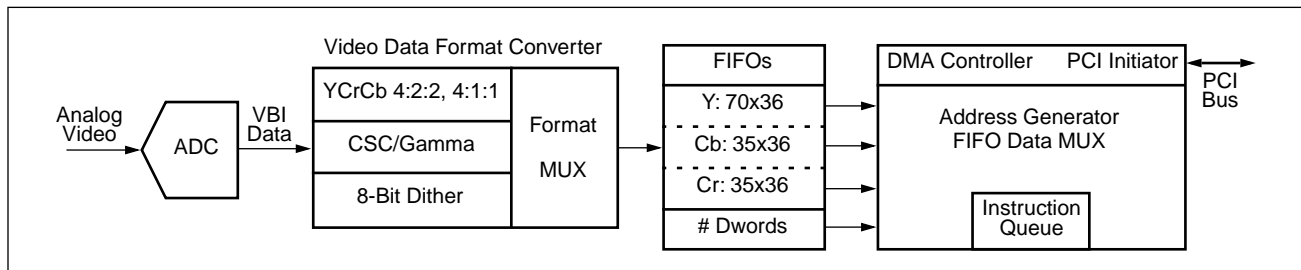 Video Data Format Converter
Analog
Video
ADC
VBI
Data
YCrCb 4:2:2, 4:1:1
CSC/Gamma
8-Bit Dither
Format
MUX
FIFOs
Y: 70x36
Cb: 35x36
Cr: 35x36
# Dwords
DMA Controller
PCI Initiator
Address Generator
FIFO Data MUX
Instruction
Queue
PCI
Bus